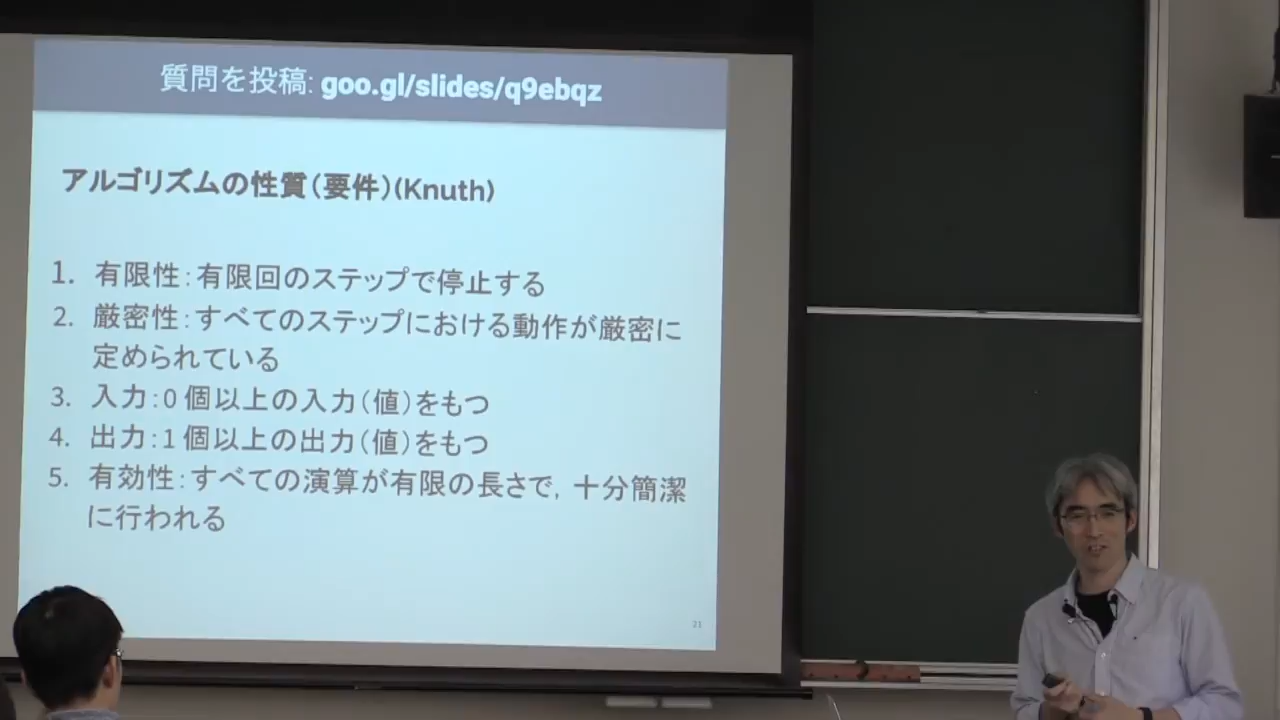 質問を投稿: goo.gl/slides/q9ebqz
アルゴリズムの性質(要件)(Knuth)
1. 有限性:有限回のステップで停止する
2. 厳密性:すべてのステップにおける動作が厳密に
定められている
3. 入力:0 個以上の入力(値)をもつ
4. 出力:1 個以上の出力(値)をもつ
5. 有効性:すべての演算が有限の長さで, 十分簡潔
に行われる
21